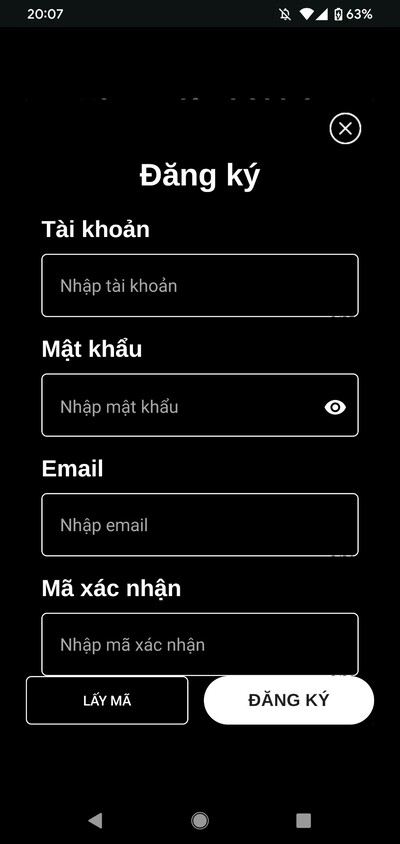 20:07
63%
Đăng ký
Tài khoản
Nhập tài khoản
Mật khẩu
Nhập mật khẩu
Email
Nhập email
Mã xác nhận
Nhập mã xác nhận
LẤY MÃ
ĐĂNG KÝ